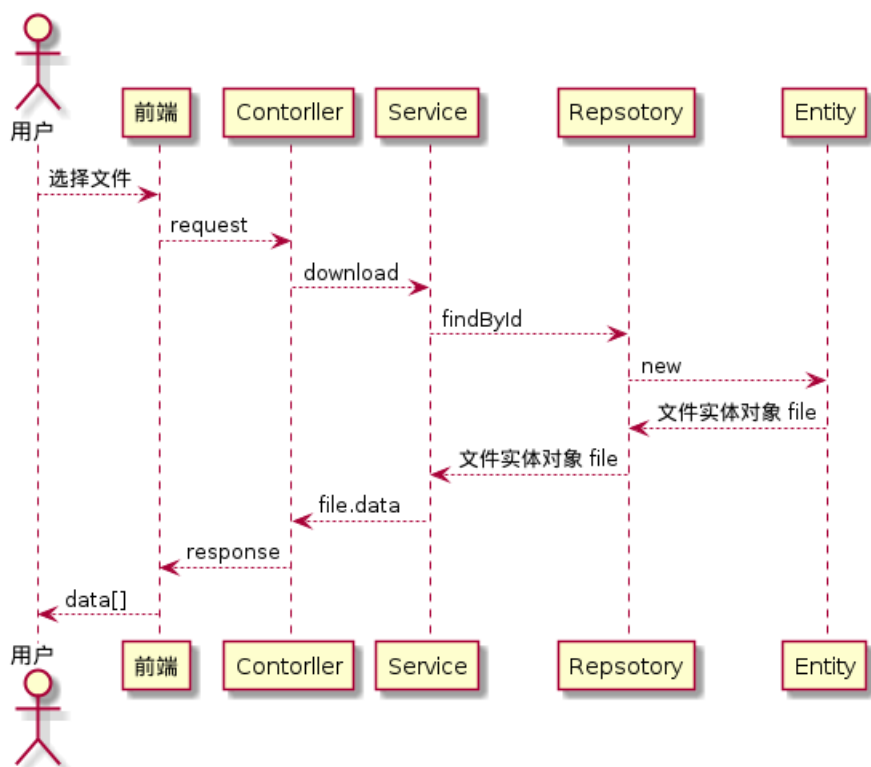 用户
前端
Contorller
Service
Repsotory
Entity
选择文件
request
download
findById
new
文件实体对象 file
文件实体对象 file
file.data
response
data[]
用户
前端
Contorller
Service
Repsotory
Entity